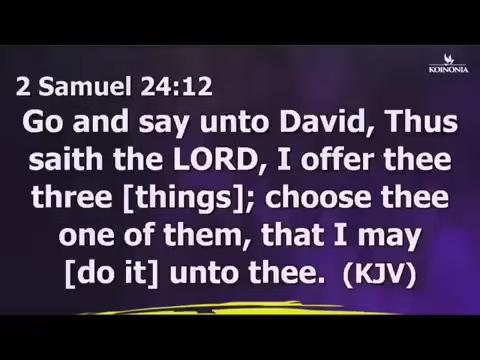 KOINONIA
2 Samuel 24:12
Go and say unto David, Thus
saith the LORD, I offer thee
three [things]; choose thee
one of them, that I may
[do it] unto thee. (KJV)